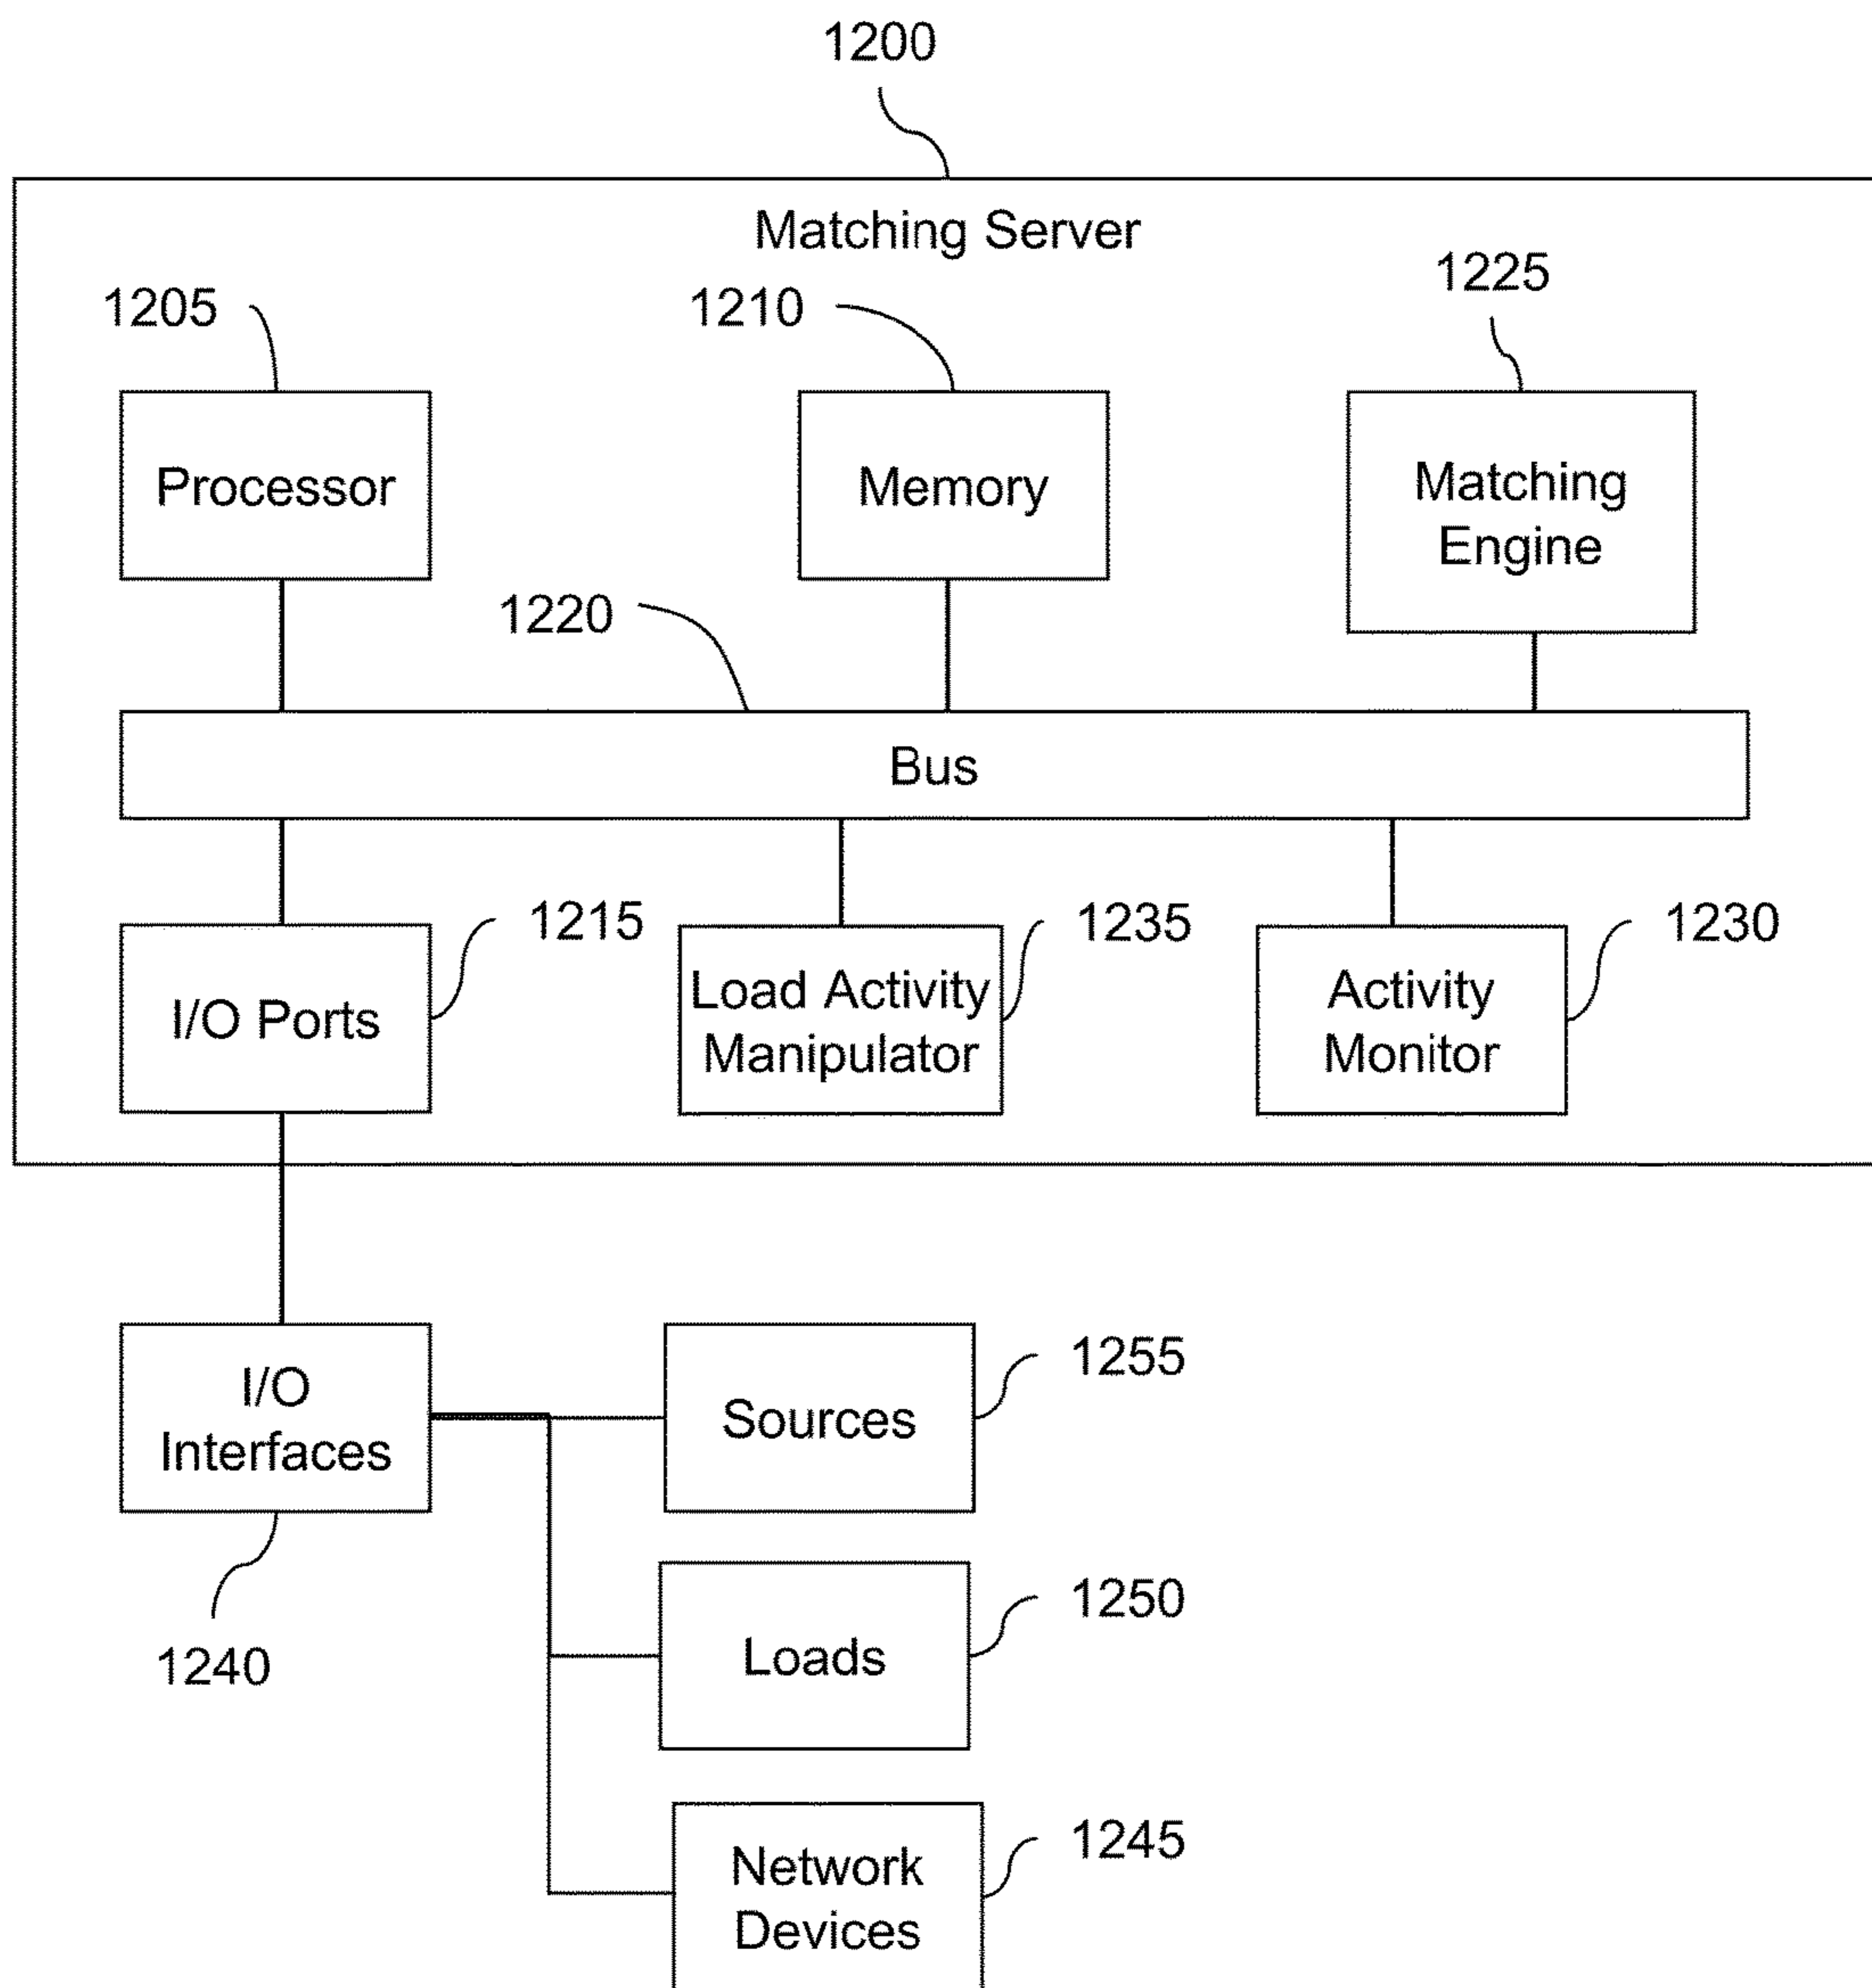 1200
Matching Server
1205
1210
1225
Processor
Memory
Matching
Engine
1220
Bus
1215
1235
1230
I/O Ports
Load Activity
Manipulator
Activity
Monitor
I/O
Interfaces
1240
Sources
1255
Loads
1250
Network
Devices
1245